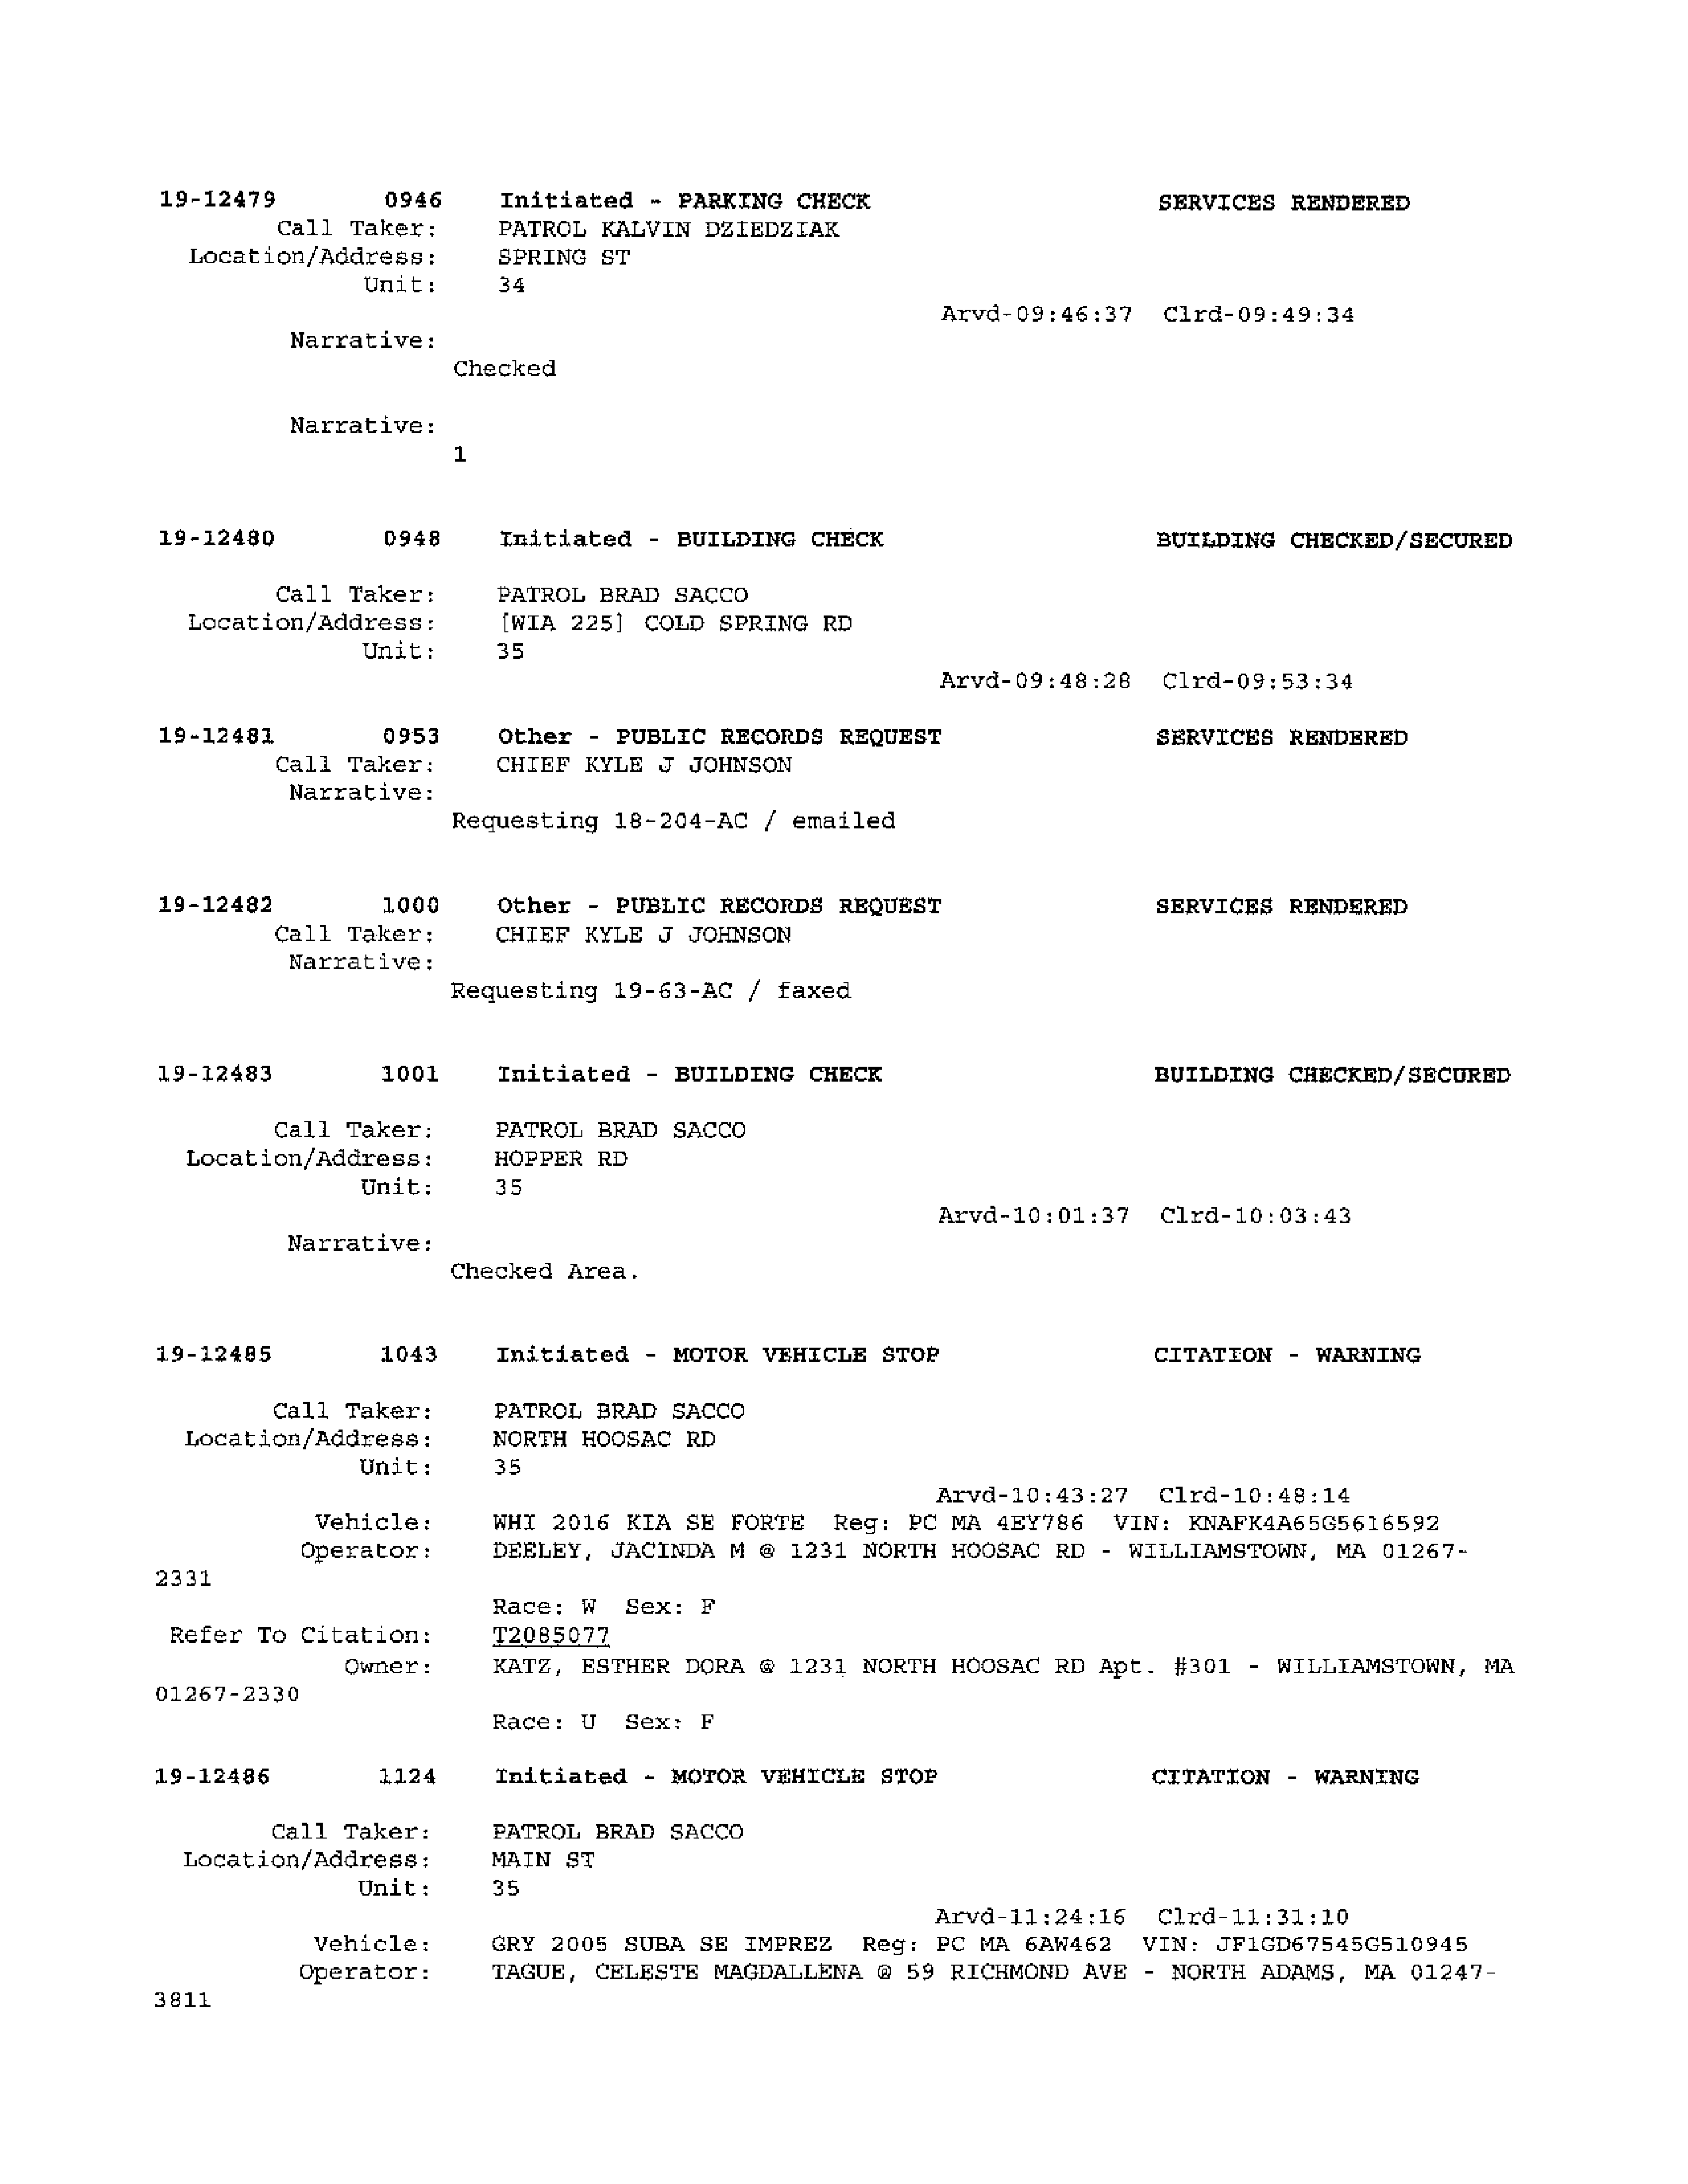 19-12479 0946 Initiated - PARKING CHECK SERVICES RENDERED
Call Taker: PATROL KALVIN DZIEDZIAK
Location/Address: SPRING ST
Unit: 34
Arvd-09:46:37 Clrd-09:49:34
Narrative:
Checked
Narrative:
1
19-12480 0948 Initiated - BUILDING CHECK BUILDING CHECKED/SECURED
Call Taker: PATROL BRAD SACCO
Location/Address: [WIA 225] COLD SPRING RD
Unit: 35
Arvd-09:48:28 Clrd-09:53:34
19-12481 0953 Other - PUBLIC RECORDS REQUEST SERVICES RENDERED
Call Taker: CHIEF KYLE J JOHNSON
Narrative:
Requesting 18-204-AC / emailed
19-12482 1000 Other - PUBLIC RECORDS REQUEST SERVICES RENDERED
Call Taker: CHIEF KYLE J JOHNSON
Narrative:
Requesting 19-63-AC / faxed
19-12483 1001 Initiated - BUILDING CHECK BUILDING CHECKED/SECURED
Call Taker: PATROL BRAD SACCO
Location/Address: HOPPER RD
Unit: 35
Arvd-10:01:37 Clrd-10:03:43
Narrative:
Checked Area.
19-12485 1043 Initiated - MOTOR VEHICLE STOP CITATION - WARNING
Call Taker: PATROL BRAD SACCO
Location/Address: NORTH HOOSAC RD
Unit: 35
Arvd-10:43:27 Clrd-10:48:14
Vehicle: WHI 2016 KIA SE FORTE Reg: PC MA 4EY786 VIN: KNAFK4A65G5616592
Operator: DEELEY, JACINDA M @ 1231 NORTH HOOSAC RD - WILLIAMSTOWN, MA 01267-
2331
Race: W Sex: F
Refer To Citation: T2085077
Owner: KATZ, ESTHER DORA @ 1231 NORTH HOOSAC RD Apt. #301 - WILLIAMSTOWN, MA
01267-2330
Race: U Sex: F
19-12486 1124 Initiated - MOTOR VEHICLE STOP CITATION - WARNING
Call Taker: PATROL BRAD SACCO
Location/Address: MAIN ST
Unit: 35
Arvd-11:24:16 Clrd-11:31:10
Vehicle: GRY 2005 SUBA SE IMPREZ Reg: PC MA 6AW462 VIN: JF1GD67545G510945
Operator: TAGUE, CELESTE MAGDALLENA @ 59 RICHMOND AVE - NORTH ADAMS, MA 01247-
3811